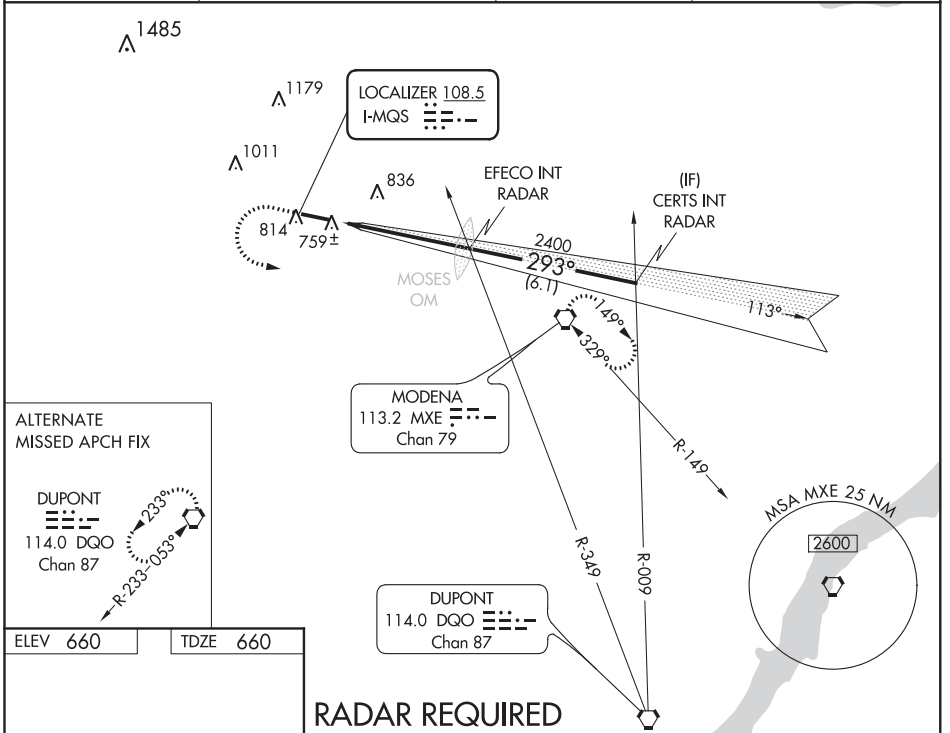 1485
1179
LOCALIZER 108.5
I-MQS
1011
836
EFECO INT
RADAR
(IF)
CERTS INT
RADAR
814
759±
2400
293°
(6.1)
MOSES
OM
113°
149°
329°
MODENA
113.2 MXE
Chan 79
R-149
ALTERNATE
MISSED APCH FIX
DUPONT
114.0 DQO
Chan 87
233°
R-233-053°
MSA MXE 25 NM
2600
R-349
R-009
DUPONT
114.0 DQO
Chan 87
ELEV 660
TDZE 660
RADAR REQUIRED